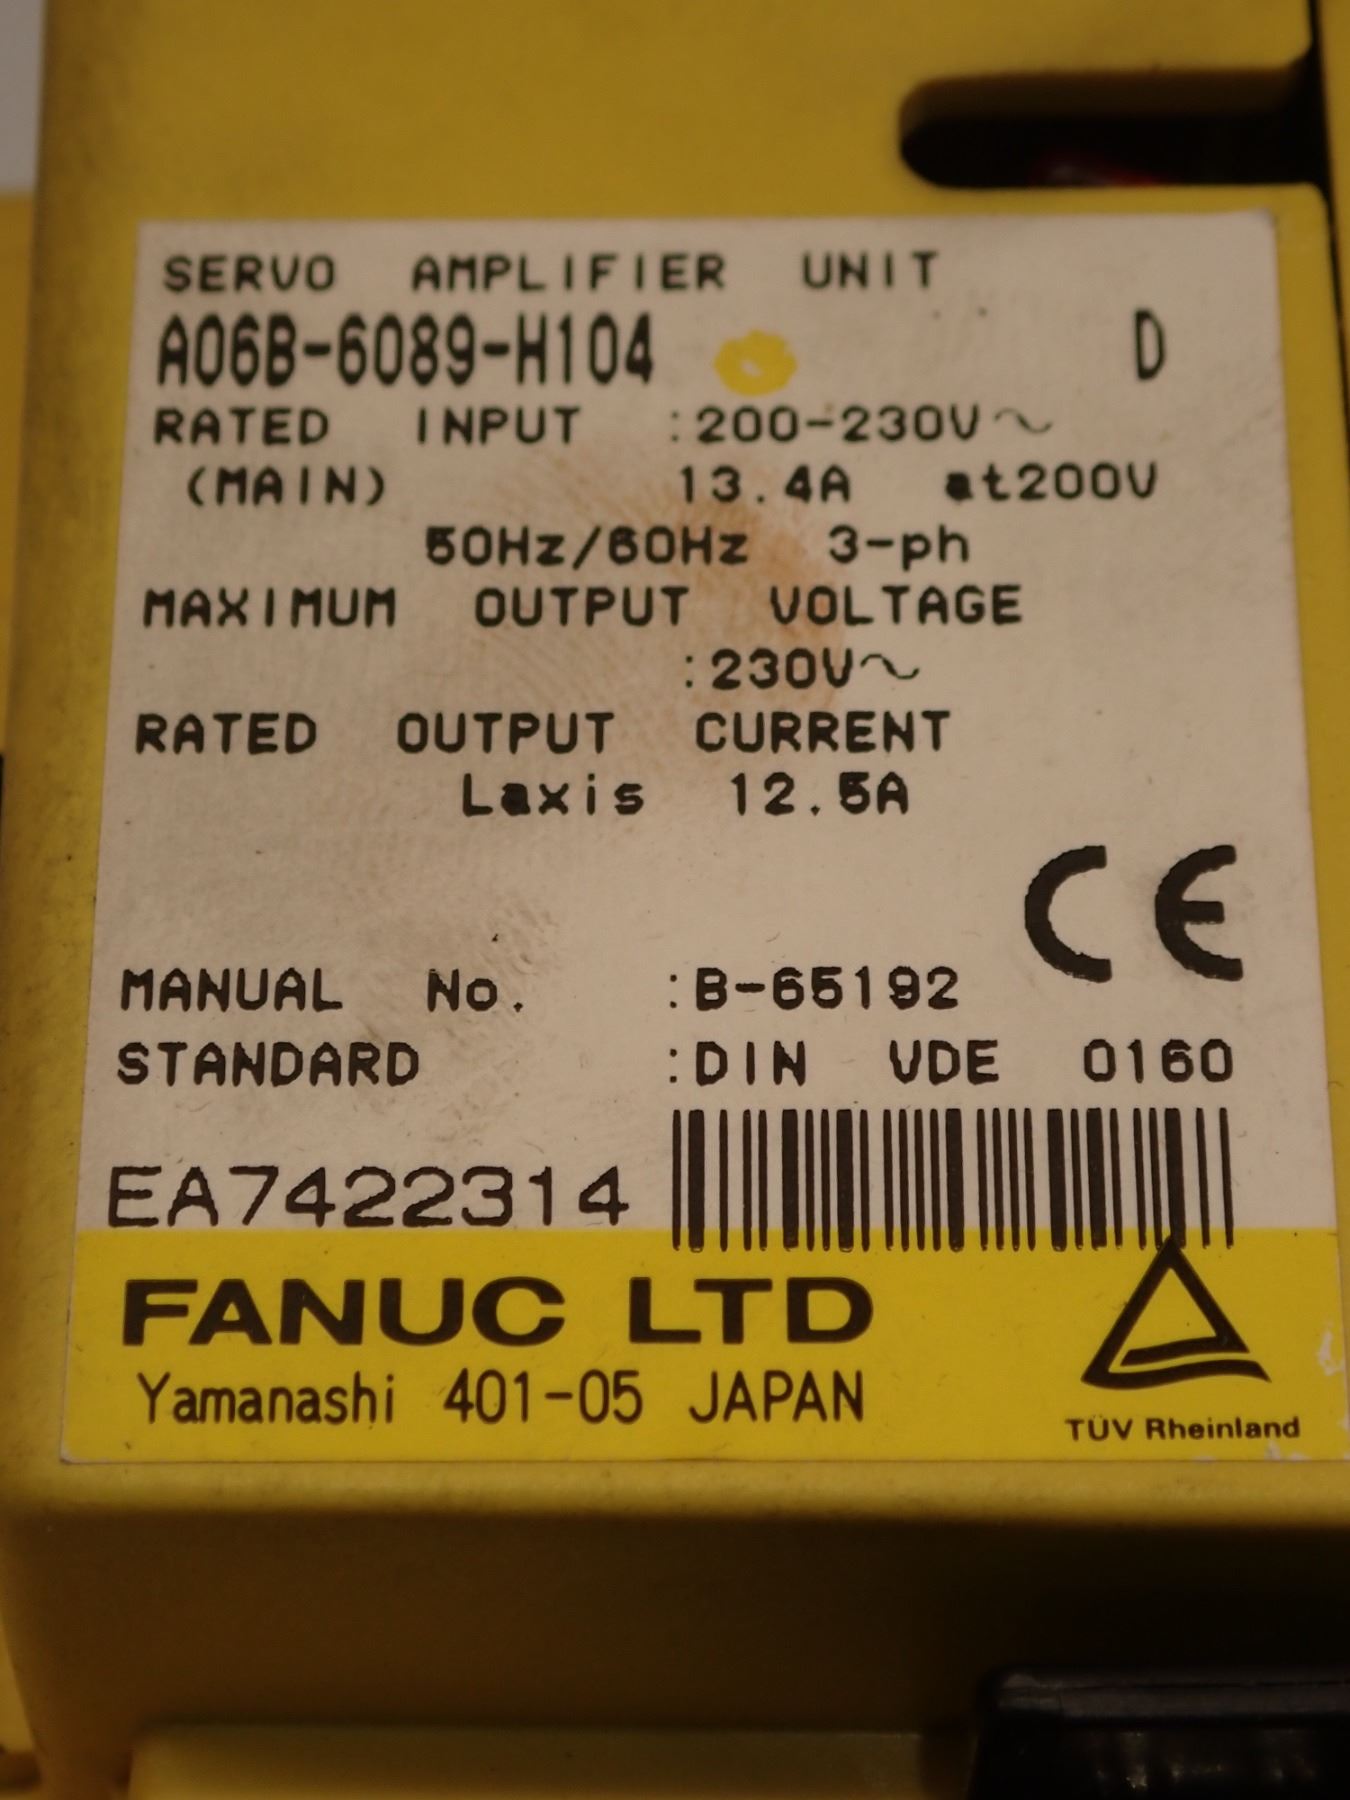 SERVO AMPLIFIER UNIT
A06B-6089-H104 D
RATED INPUT :200-230V~
(MAIN) 13.4A at200V
50Hz/60Hz 3-ph
MAXIMUM OUTPUT VOLTAGE
:230V~
RATED OUTPUT CURRENT
Laxis 12.5A
CE
MANUAL No. :B-65192
STANDARD :DIN VDE 0160
EA7422314
FANUC LTD
Yamanashi 401-05 JAPAN
TÜV Rheinland